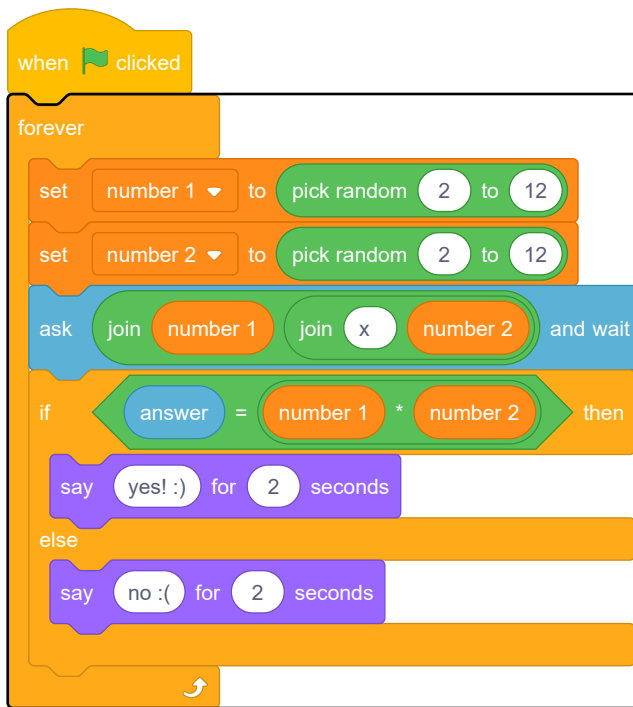 when clicked
forever
set number 1 to pick random 2 to 12
set number 2 to pick random 2 to 12
ask join number 1 join x number 2 and wait
if answer = number 1 * number 2 then
say yes! :) for 2 seconds
else
say no :( for 2 seconds